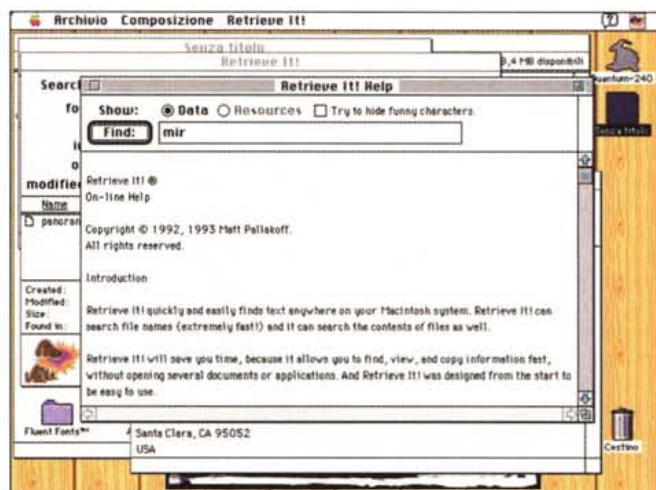 Archivio Composizione Retrieve It!
Senza titolo
Retrieve It!
3,4 MB disponibili
Quantum-240
Senza titolo
Search
fo
i
o
modifie
Name
panoran
Created:
Modified:
Size:
Found in:
Retrieve It! Help
Show: Data Resources Try to hide funny characters.
Find: mir
Retrieve It! ®
On-line Help
Copyright © 1992, 1993 Matt Pallakoff.
All rights reserved.
Introduction
Retrieve It! quickly and easily finds text anywhere on your Macintosh system. Retrieve It! can
search file names (extremely fast!) and it can search the contents of files as well.
Retrieve It! will save you time, because it allows you to find, view, and copy information fast,
without opening several documents or applications. And Retrieve It! was designed from the start to
be easy to use.
Fluent Fonts™
Santa Clara, CA 95052
USA
Cestino